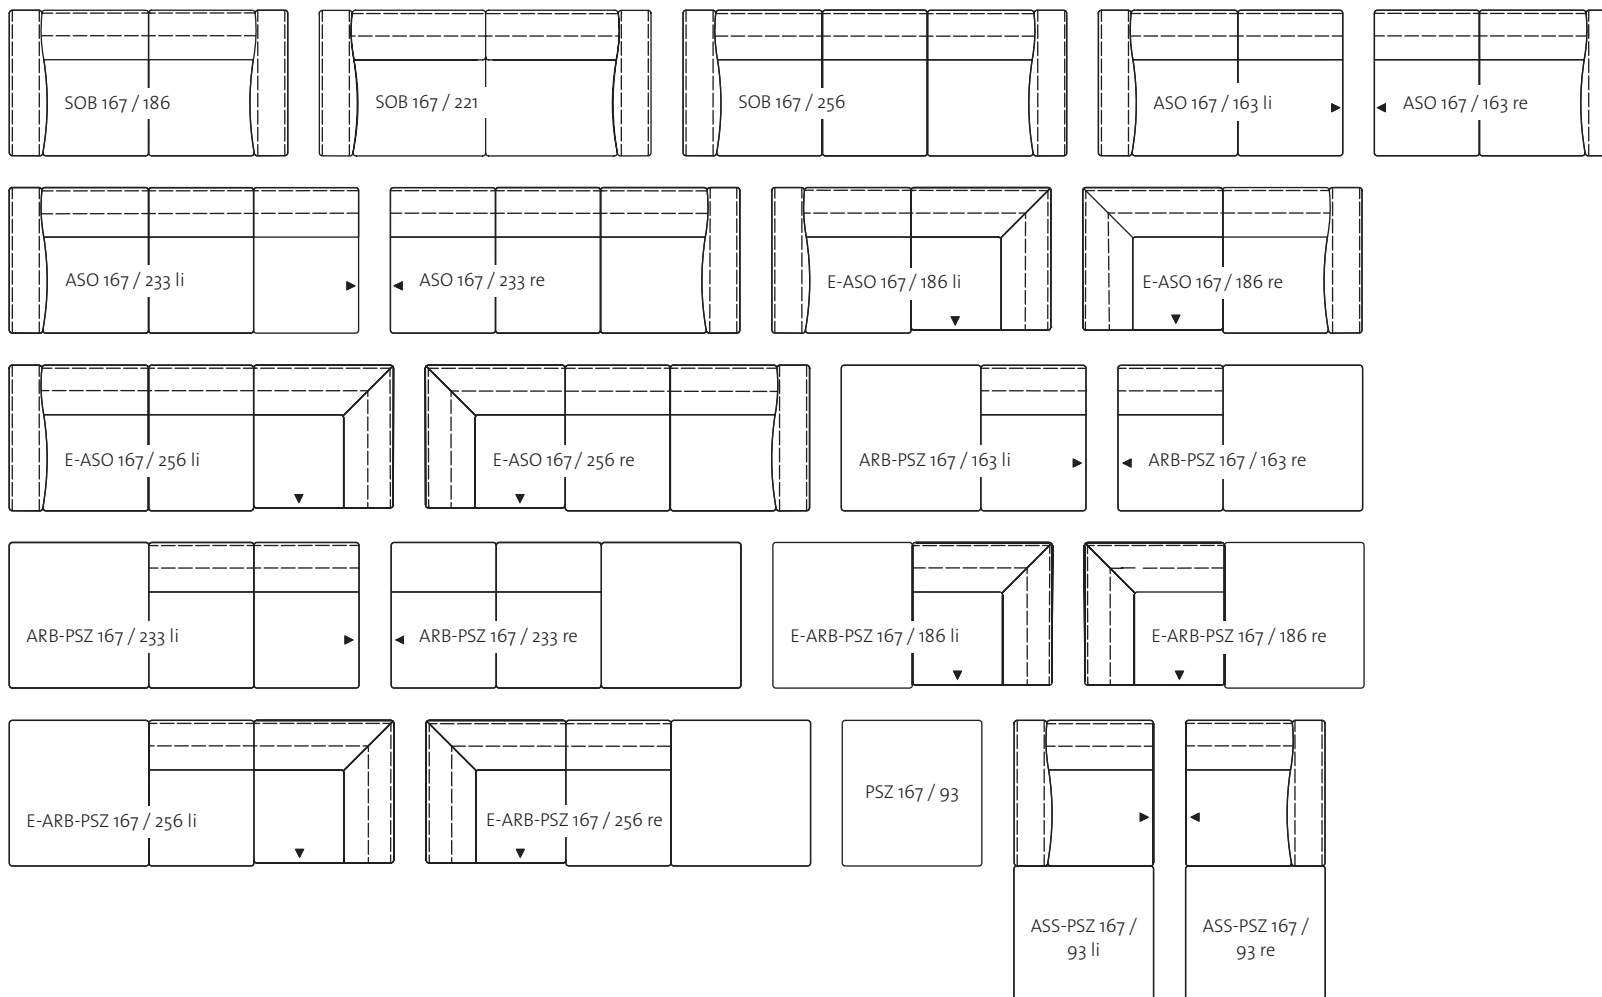 SOB 167 / 186
SOB 167 / 221
SOB 167 / 256
ASO 167 / 163 li
ASO 167 / 163 re
ASO 167 / 233 li
ASO 167 / 233 re
E-ASO 167 / 186 li
E-ASO 167 / 186 re
E-ASO 167 / 256 li
E-ASO 167 / 256 re
ARB-PSZ 167 / 163 li
ARB-PSZ 167 / 163 re
ARB-PSZ 167 / 233 li
ARB-PSZ 167 / 233 re
E-ARB-PSZ 167 / 186 li
E-ARB-PSZ 167 / 186 re
E-ARB-PSZ 167 / 256 li
E-ARB-PSZ 167 / 256 re
PSZ 167 / 93
ASS-PSZ 167 /
93 li
ASS-PSZ 167 /
93 re